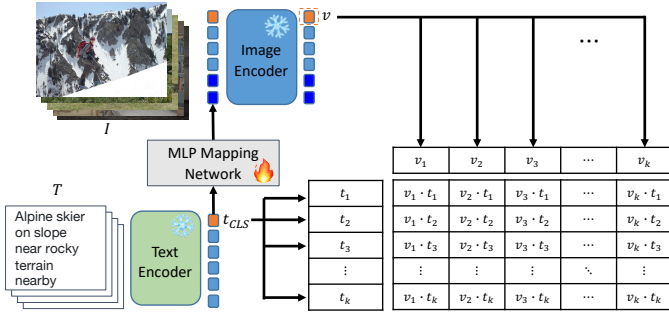 Image
Encoder
v
...
I
MLP Mapping
Network
T
Alpine skier
on slope
near rocky
terrain
nearby
Text
Encoder
t_CLS
v_1 v_2 v_3 ... v_k
t_1 v_1 · t_1 v_2 · t_1 v_3 · t_1 v_k · t_1
t_2 v_1 · t_2 v_2 · t_2 v_3 · t_2 ... v_k · t_2
t_3 v_1 · t_3 v_2 · t_3 v_3 · t_3 ... v_k · t_3
⋮ ⋮ ⋮ ⋮ ⋱ ⋮
t_k v_1 · t_k v_2 · t_k v_3 · t_k ... v_k · t_k